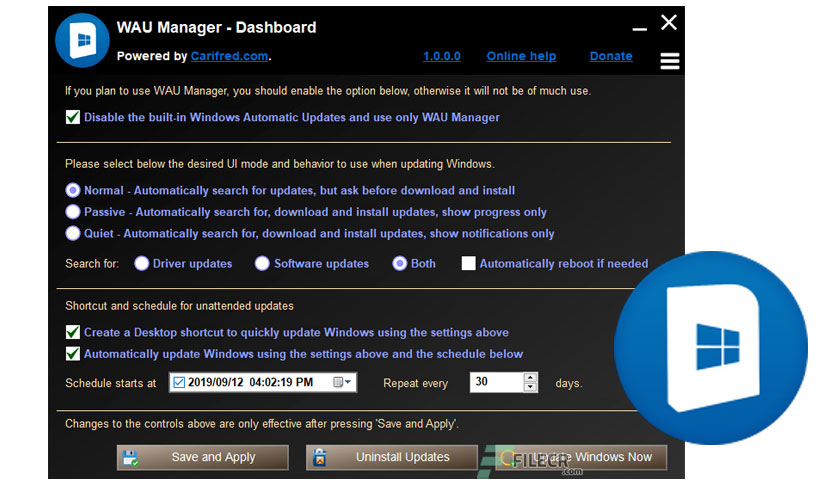 WAU Manager - Dashboard
Powered by Carifred.com.
1.0.0.0 Online help Donate
If you plan to use WAU Manager, you should enable the option below, otherwise it will not be of much use.
Disable the built-in Windows Automatic Updates and use only WAU Manager
Please select below the desired UI mode and behavior to use when updating Windows.
Normal - Automatically search for updates, but ask before download and install
Passive - Automatically search for, download and install updates, show progress only
Quiet - Automatically search for, download and install updates, show notifications only
Search for: Driver updates Software updates Both Automatically reboot if needed
Shortcut and schedule for unattended updates
Create a Desktop shortcut to quickly update Windows using the settings above
Automatically update Windows using the settings above and the schedule below
Schedule starts at 2019/09/12 04:02:19 PM Repeat every 30 days.
Changes to the controls above are only effective after pressing 'Save and Apply'.
Save and Apply Uninstall Updates Update Windows Now
FILECR
.com